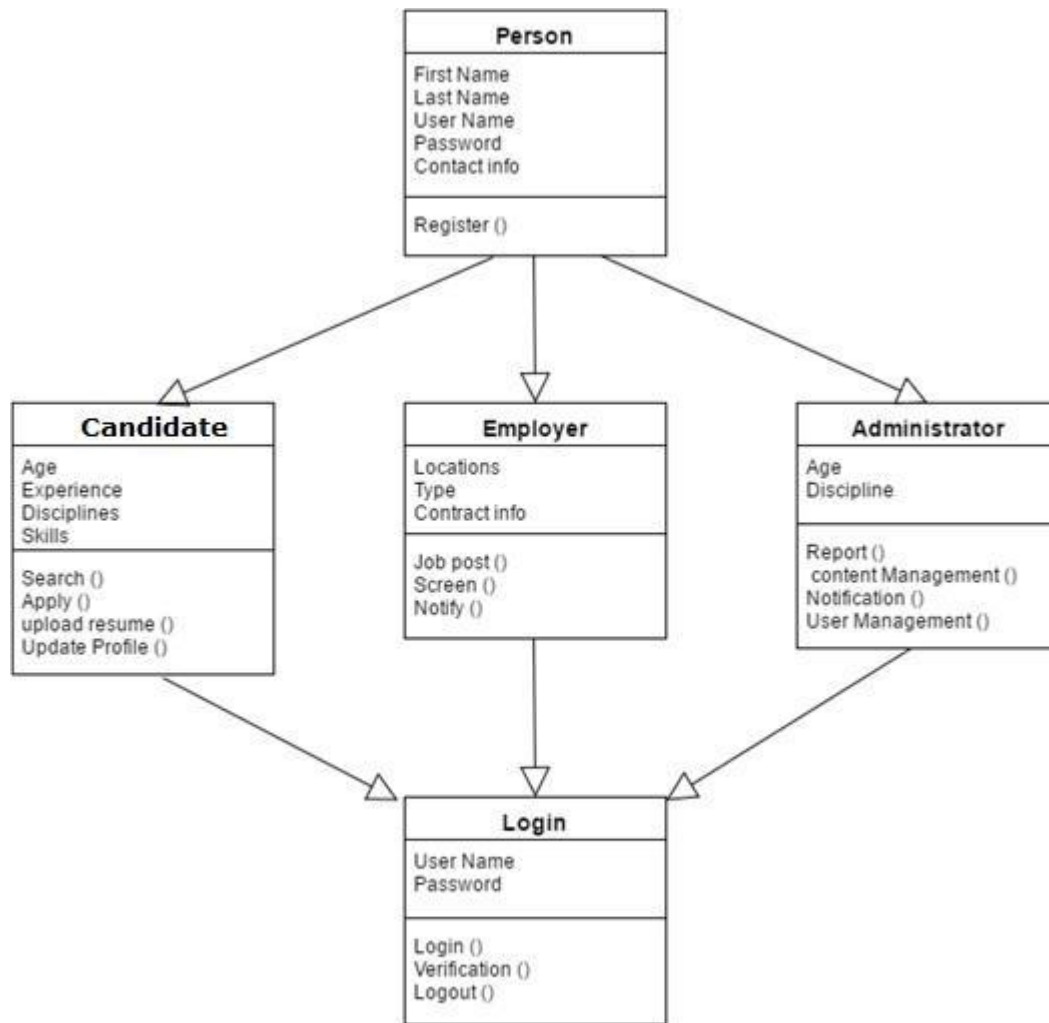 Person
First Name
Last Name
User Name
Password
Contact info
Register ()
Candidate
Age
Experience
Disciplines
Skills
Search ()
Apply ()
upload resume ()
Update Profile ()
Employer
Locations
Type
Contract info
Job post ()
Screen ()
Notify ()
Administrator
Age
Discipline
Report ()
content Management ()
Notification ()
User Management ()
Login
User Name
Password
Login ()
Verification ()
Logout ()